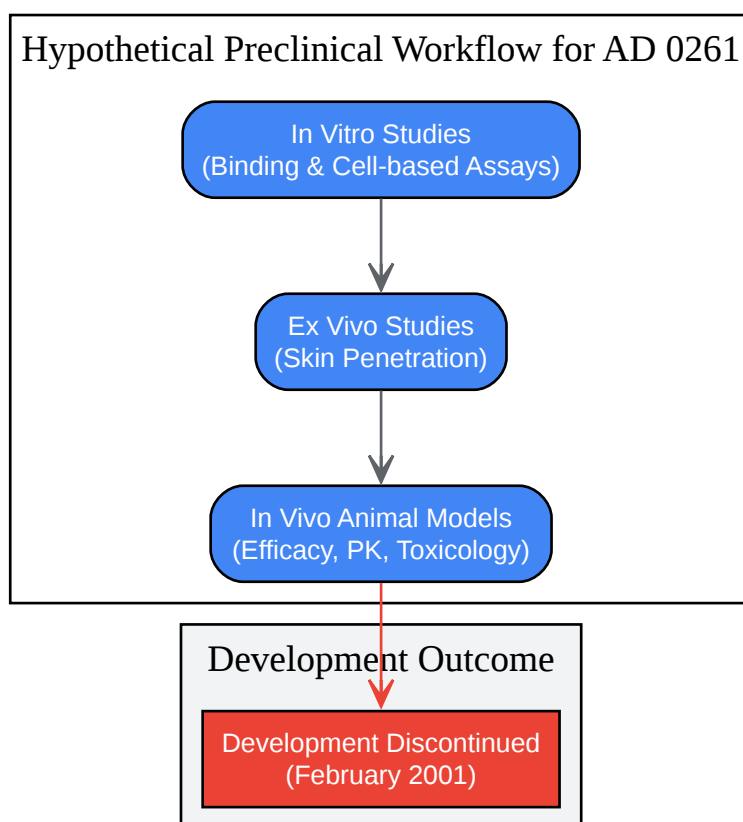 Hypothetical Preclinical Workflow for AD 0261
In Vitro Studies
(Binding & Cell-based Assays)
Ex Vivo Studies
(Skin Penetration)
In Vivo Animal Models
(Efficacy, PK, Toxicology)
Development Outcome
Development Discontinued
(February 2001)